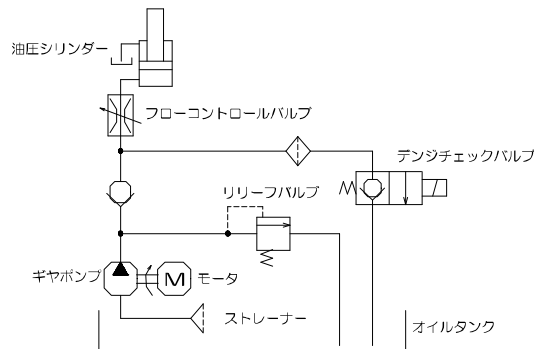 油圧シリンダー
フローコントロールバルブ
デンジチェックバルブ
リリーフバルブ
ギヤポンプ
M
モータ
ストレーナー
オイルタンク